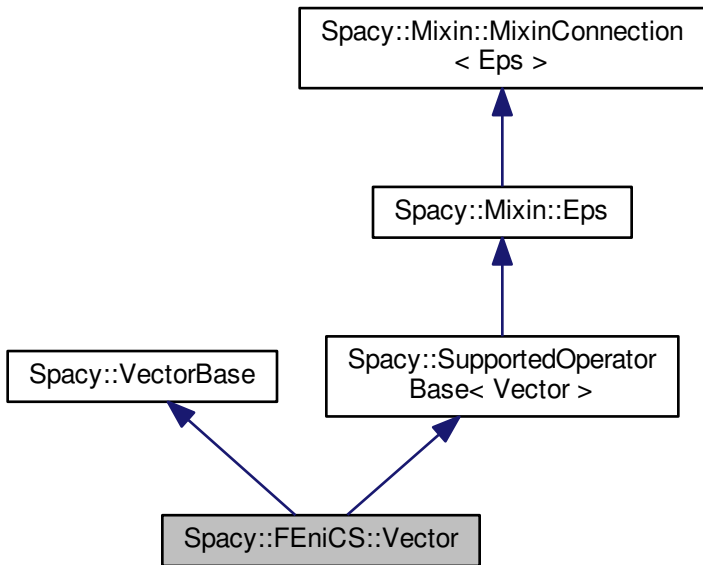 Spacy::Mixin::MixinConnection
< Eps >
Spacy::Mixin::Eps
Spacy::VectorBase
Spacy::SupportedOperator
Base< Vector >
Spacy::FEniCS::Vector